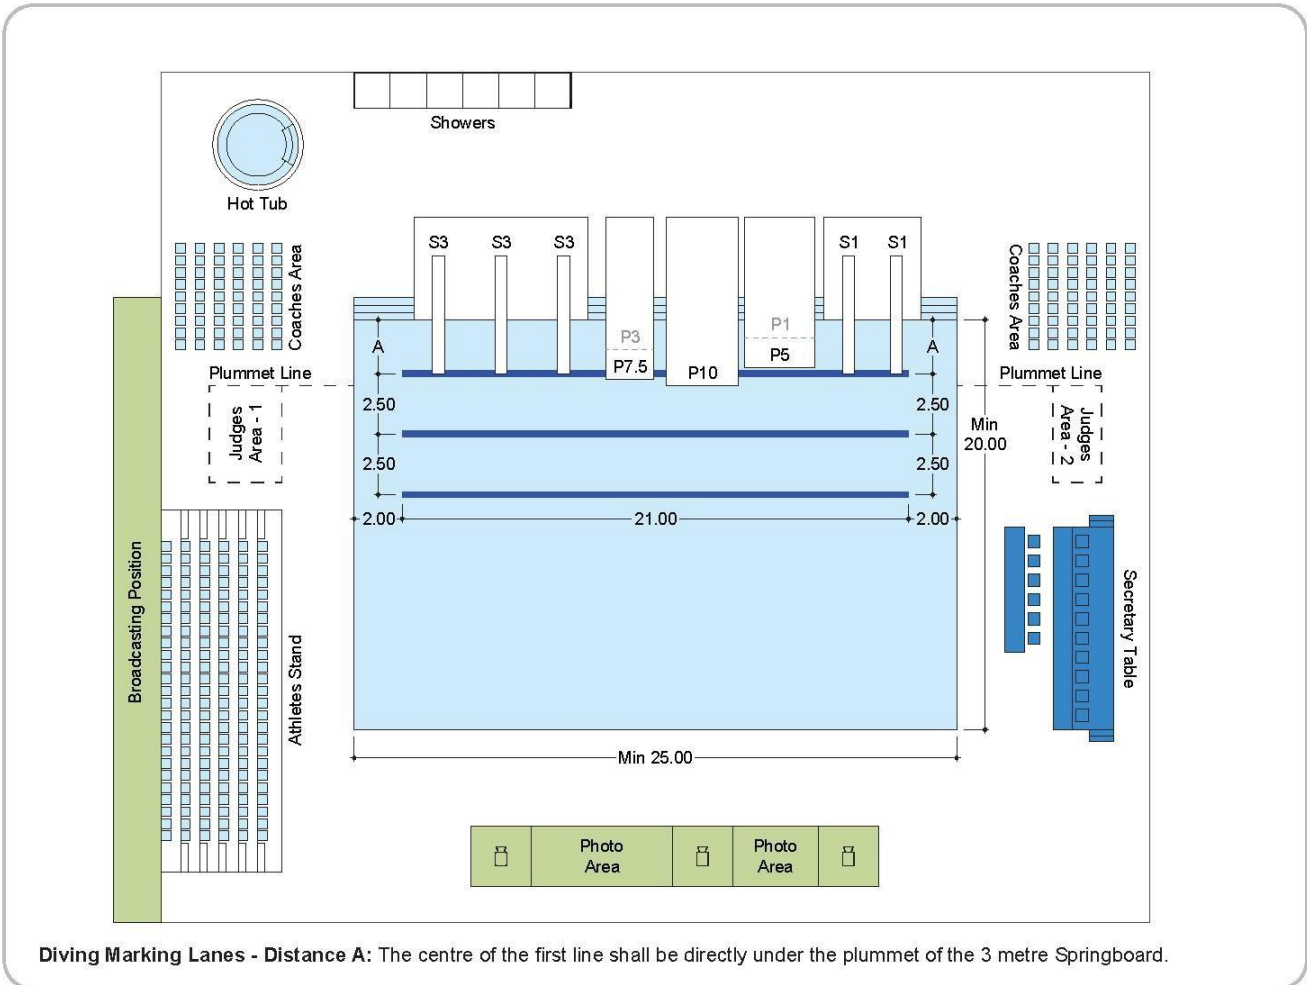 Showers
Hot Tub
S3
S3
S3
S1
S1
Coaches Area
Coaches Area
P3
P7.5
P10
P1
P5
A
A
Plummet Line
Plummet Line
Judges
Area - 1
Judges
Area - 2
2.50
2.50
2.50
2.50
Min
20.00
2.00
21.00
2.00
Broadcasting Position
Athletes Stand
Secretary Table
Min 25.00
Photo
Area
Photo
Area
Diving Marking Lanes - Distance A: The centre of the first line shall be directly under the plummet of the 3 metre Springboard.